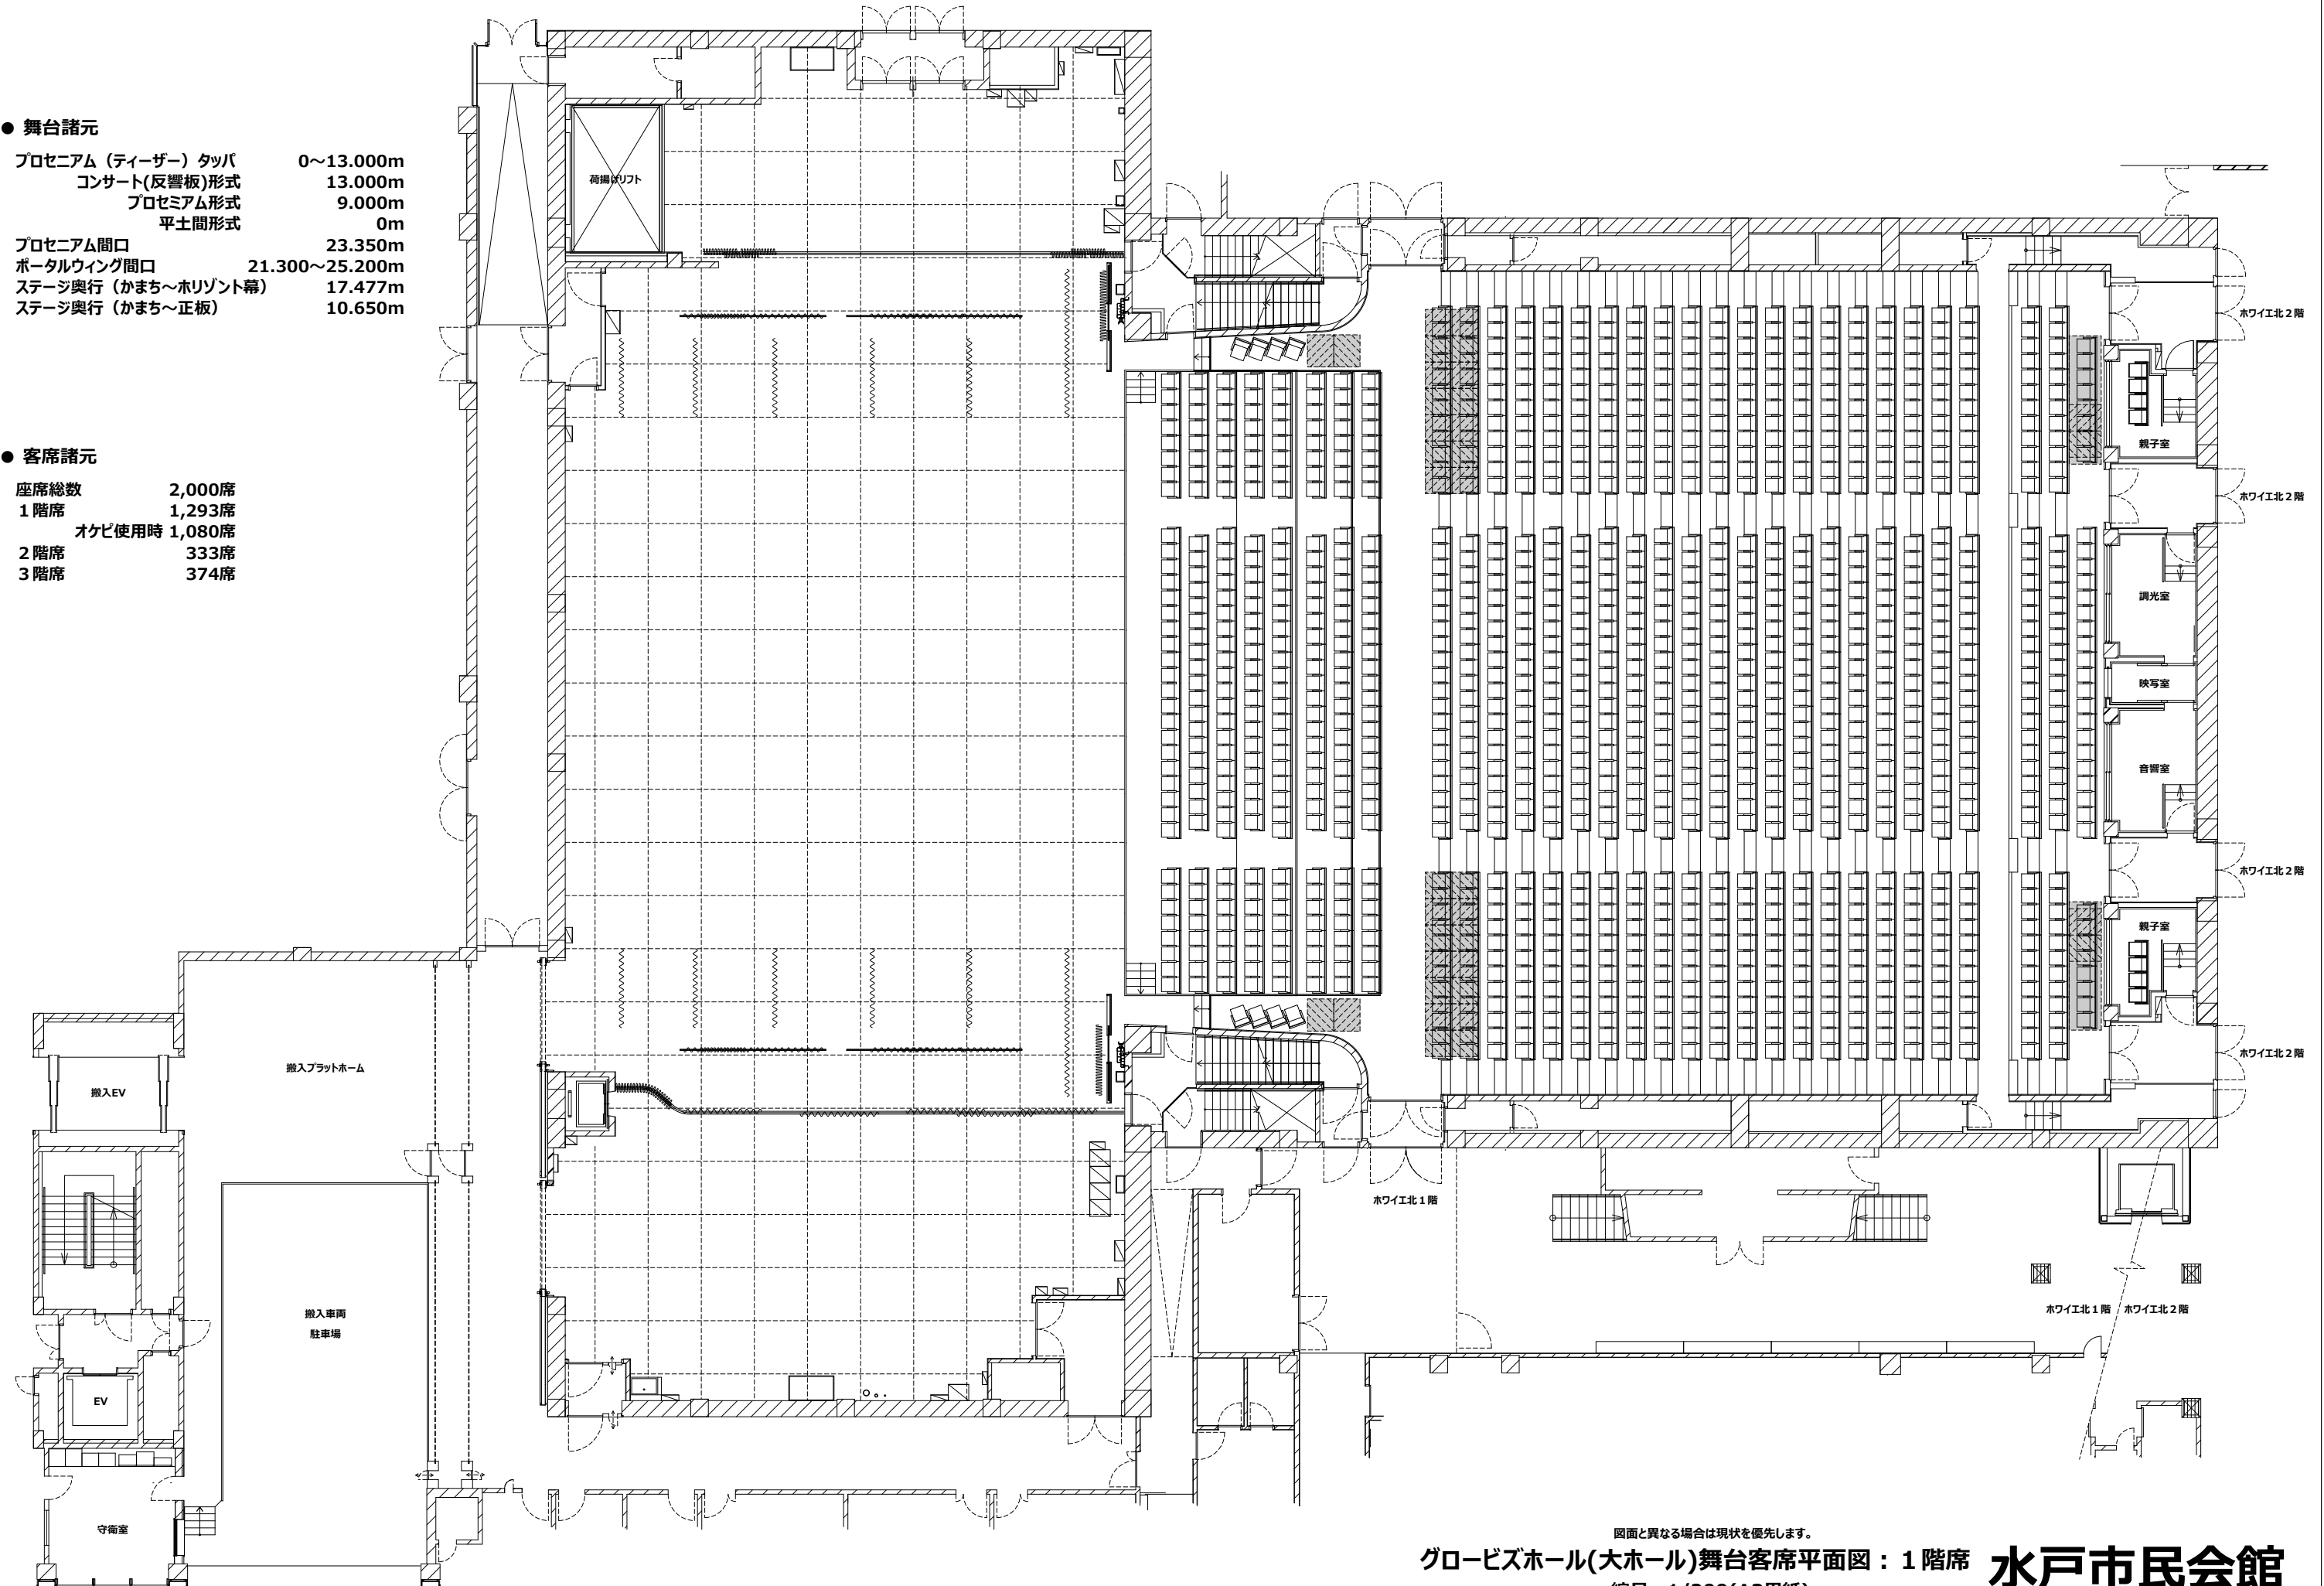 ● 舞台諸元
プロセニアム（ティーザー）タッパ 0～13.000m
コンサート(反響板)形式 13.000m
プロセミアム形式 9.000m
平土間形式 0m
プロセニアム間口 23.350m
ポータルウィング間口 21.300～25.200m
ステージ奥行（かまち～ホリゾント幕） 17.477m
ステージ奥行（かまち～正板） 10.650m
● 客席諸元
座席総数 2,000席
１階席 1,293席
オケピ使用時 1,080席
２階席 333席
３階席 374席
荷揚げリフト
ホワイエ北２階
親子室
ホワイエ北２階
調光室
映写室
音響室
ホワイエ北２階
親子室
ホワイエ北２階
搬入プラットホーム
搬入EV
ホワイエ北１階
ホワイエ北１階 ホワイエ北２階
搬入車両
駐車場
EV
守衛室
図面と異なる場合は現状を優先します。
グロービズホール(大ホール)舞台客席平面図：１階席 水戸市民会館